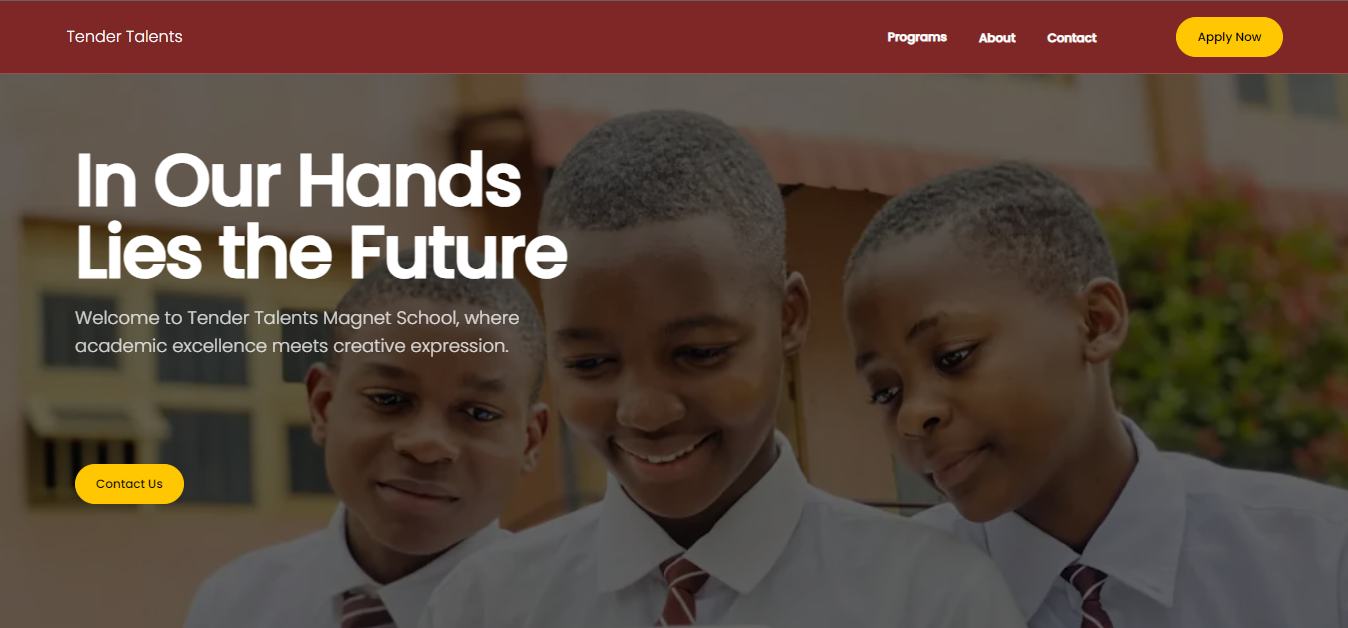 Tender Talents
Programs
About
Contact
Apply Now
In Our Hands
Lies the Future
Welcome to Tender Talents Magnet School, where
academic excellence meets creative expression.
Contact Us